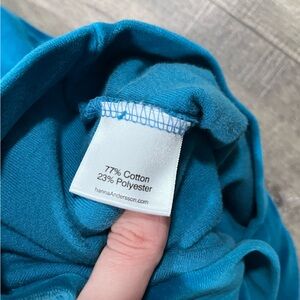 77% Cotton
23% Polyester
hannaAndersson.com